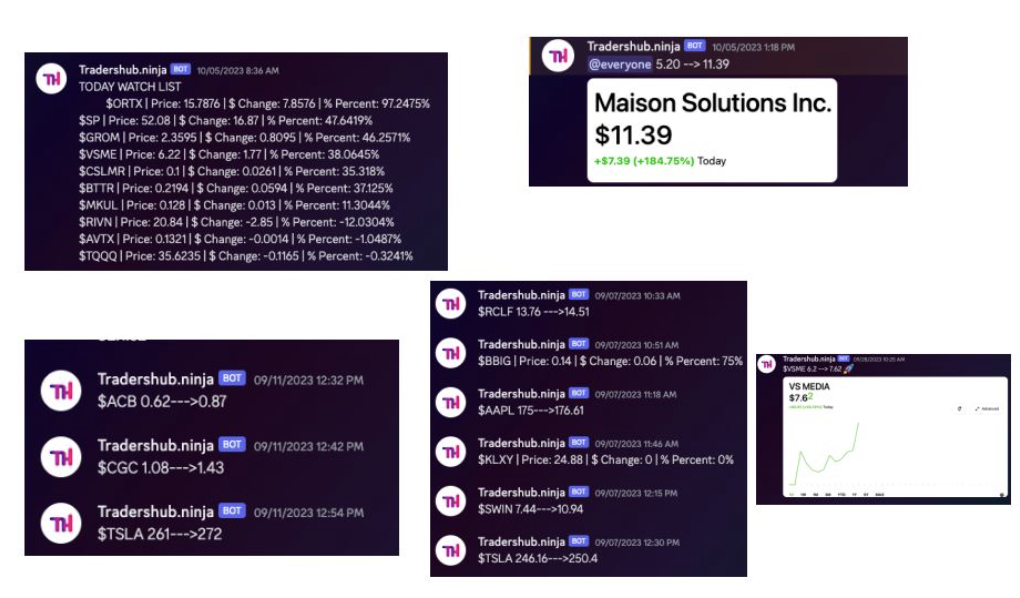 Tradershub.ninja BOT 10/05/2023 8:36 AM
TODAY WATCH LIST
$ORTX | Price: 15.7876 | $ Change: 7.8576 | % Percent: 97.2475%
$SP | Price: 52.08 | $ Change: 16.87 | % Percent: 47.6419%
$GROM | Price: 2.3595 | $ Change: 0.8095 | % Percent: 46.2571%
$VSME | Price: 6.22 | $ Change: 1.77 | % Percent: 38.0645%
$CSLMR | Price: 0.1 | $ Change: 0.0261 | % Percent: 35.318%
$BTTR | Price: 0.2194 | $ Change: 0.0594 | % Percent: 37.125%
$MKUL | Price: 0.128 | $ Change: 0.013 | % Percent: 11.3044%
$RIVN | Price: 20.84 | $ Change: -2.85 | % Percent: -12.0304%
$AVTX | Price: 0.1321 | $ Change: -0.0014 | % Percent: -1.0487%
$TQQQ | Price: 35.6235 | $ Change: -0.1165 | % Percent: -0.3241%
Tradershub.ninja BOT 10/05/2023 1:18 PM
@everyone 5.20 --> 11.39
Maison Solutions Inc.
$11.39
+$7.39 (+184.75%) Today
Tradershub.ninja BOT 09/11/2023 12:32 PM
$ACB 0.62--->0.87
Tradershub.ninja BOT 09/11/2023 12:42 PM
$CGC 1.08--->1.43
Tradershub.ninja BOT 09/11/2023 12:54 PM
$TSLA 261--->272
Tradershub.ninja BOT 09/07/2023 10:33 AM
$RCLF 13.76 --->14.51
Tradershub.ninja BOT 09/07/2023 10:51 AM
$BBIG | Price: 0.14 | $ Change: 0.06 | % Percent: 75%
Tradershub.ninja BOT 09/07/2023 11:18 AM
$AAPL 175--->176.61
Tradershub.ninja BOT 09/07/2023 11:46 AM
$KLXY | Price: 24.88 | $ Change: 0 | % Percent: 0%
Tradershub.ninja BOT 09/07/2023 12:15 PM
$SWIN 7.44--->10.94
Tradershub.ninja BOT 09/07/2023 12:30 PM
$TSLA 246.16--->250.4
Tradershub.ninja BOT 09/28/2023 10:25 AM
$VSME 6.2 --> 7.62 🚀
VS MEDIA
$7.62
Today
Advanced